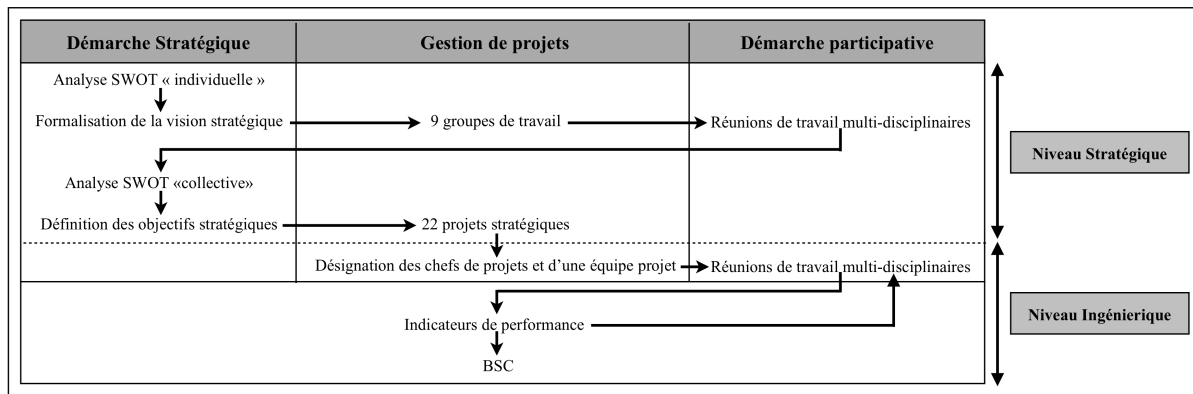 Démarche Stratégique
Gestion de projets
Démarche participative
Analyse SWOT « individuelle »
Formalisation de la vision stratégique
9 groupes de travail
Réunions de travail multi-disciplinaires
Niveau Stratégique
Analyse SWOT «collective»
Définition des objectifs stratégiques
22 projets stratégiques
Désignation des chefs de projets et d’une équipe projet
Réunions de travail multi-disciplinaires
Niveau Ingénierique
Indicateurs de performance
BSC